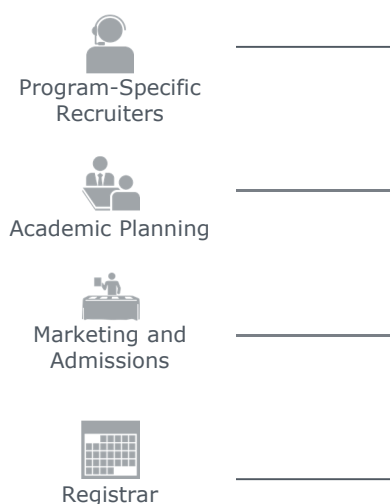 Program-Specific
Recruiters
Academic Planning
Marketing and
Admissions
Registrar